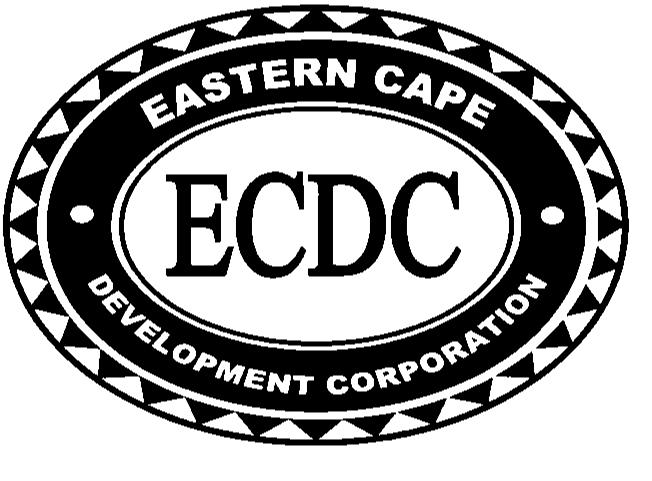 EASTERN CAPE
ECDC
DEVELOPMENT CORPORATION